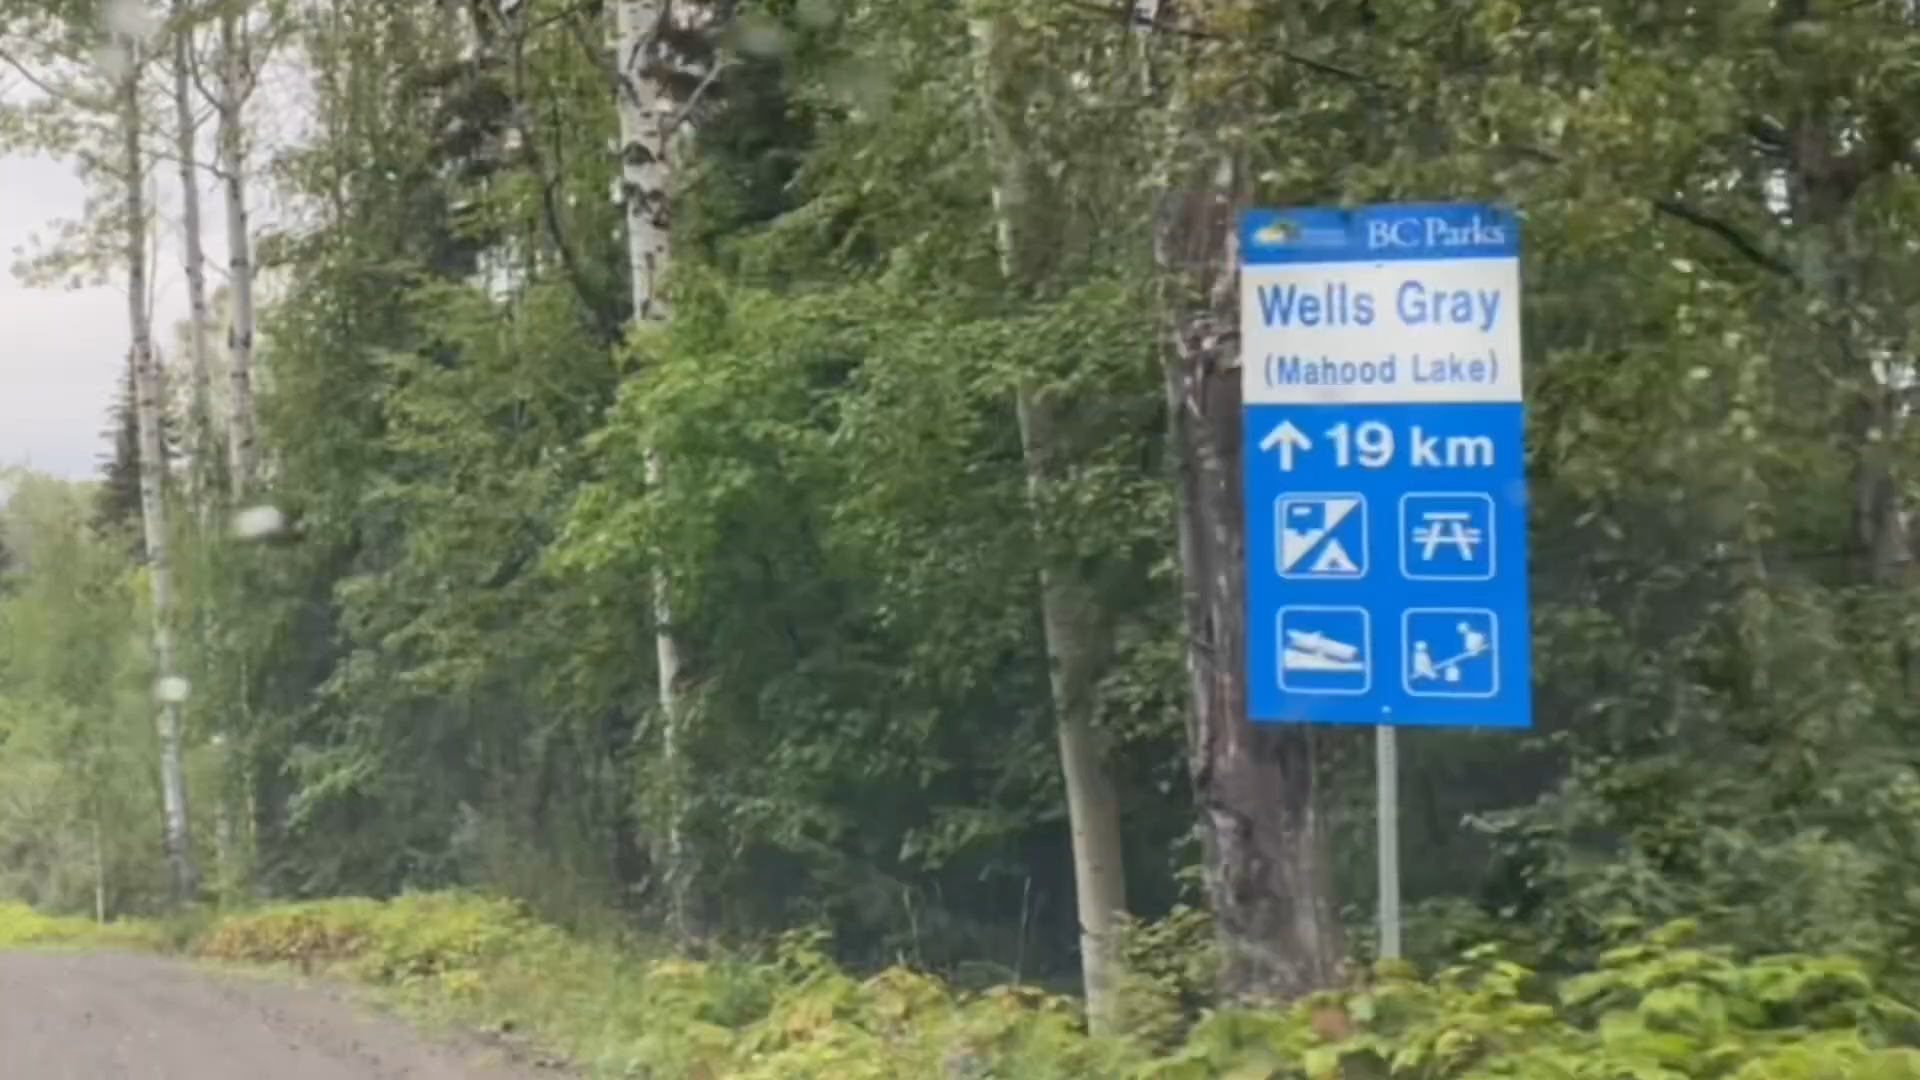 BC Parks
Wells Gray
(Mahood Lake)
↑ 19 km